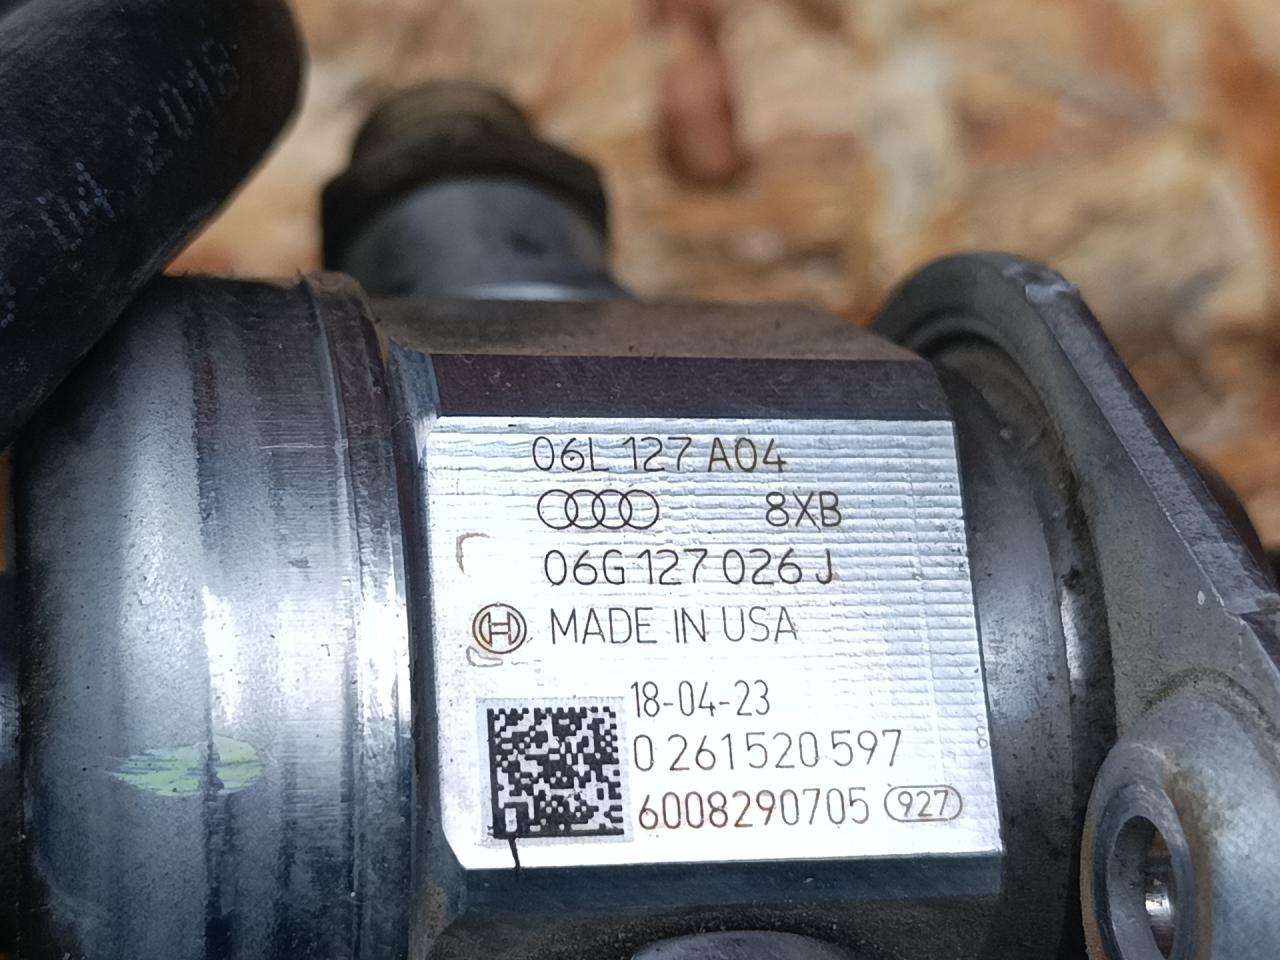 06L 127 A04
8XB
06G 127 026 J
MADE IN USA
18-04-23
0 261 520 597
6008290705 927